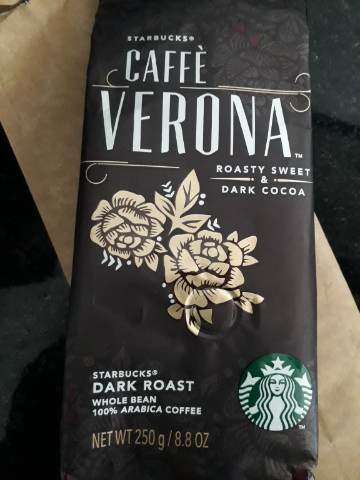 STARBUCKS®
CAFFÈ
VERONA™
ROASTY SWEET
&
DARK COCOA
STARBUCKS®
DARK ROAST
WHOLE BEAN
100% ARABICA COFFEE
NET WT 250 g / 8.8 OZ
TM